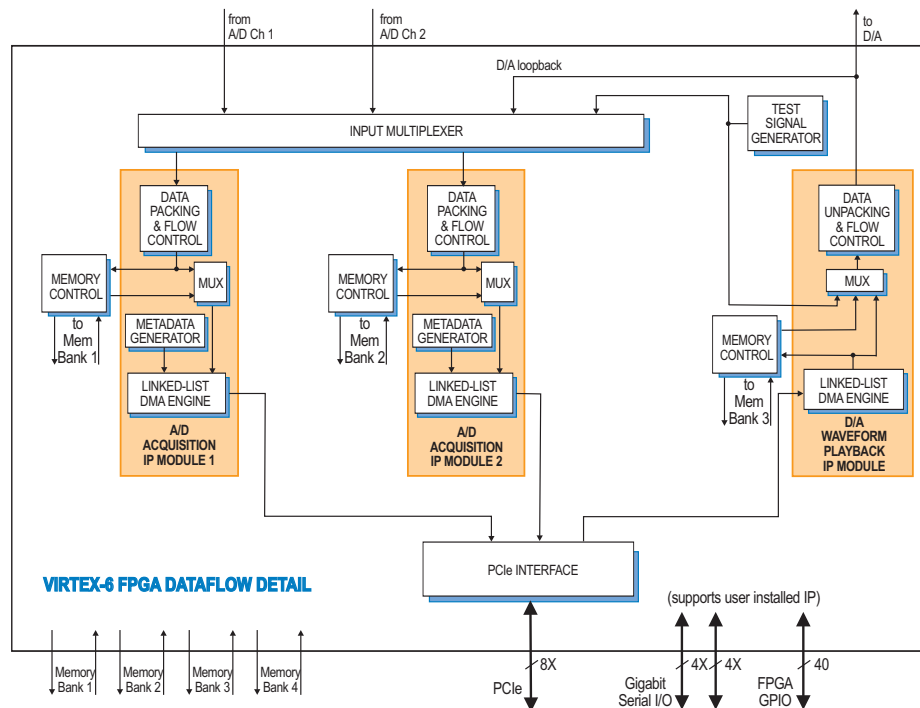 from
A/D Ch 1
from
A/D Ch 2
to
D/A
D/A loopback
INPUT MULTIPLEXER
TEST
SIGNAL
GENERATOR
DATA
PACKING
& FLOW
CONTROL
DATA
PACKING
& FLOW
CONTROL
DATA
UNPACKING
& FLOW
CONTROL
MEMORY
CONTROL
MUX
to
Mem
Bank 1
METADATA
GENERATOR
LINKED-LIST
DMA ENGINE
A/D
ACQUISITION
IP MODULE 1
MEMORY
CONTROL
MUX
to
Mem
Bank 2
METADATA
GENERATOR
LINKED-LIST
DMA ENGINE
A/D
ACQUISITION
IP MODULE 2
MUX
MEMORY
CONTROL
to
Mem
Bank 3
LINKED-LIST
DMA ENGINE
D/A
WAVEFORM
PLAYBACK
IP MODULE
PCIe INTERFACE
VIRTEX-6 FPGA DATAFLOW DETAIL
(supports user installed IP)
Memory
Bank 1
Memory
Bank 2
Memory
Bank 3
Memory
Bank 4
8X
PCIe
4X
4X
Gigabit
Serial I/O
40
FPGA
GPIO